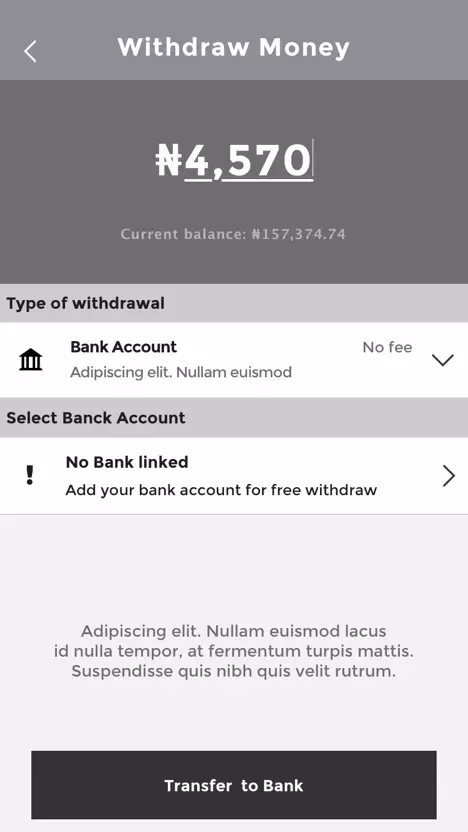 Withdraw Money
₦4,570
Current balance: ₦157,374.74
Type of withdrawal
Bank Account
No fee
Adipiscing elit. Nullam euismod
Select Banck Account
No Bank linked
Add your bank account for free withdraw
Adipiscing elit. Nullam euismod lacus
id nulla tempor, at fermentum turpis mattis.
Suspendisse quis nibh quis velit rutrum.
Transfer  to Bank